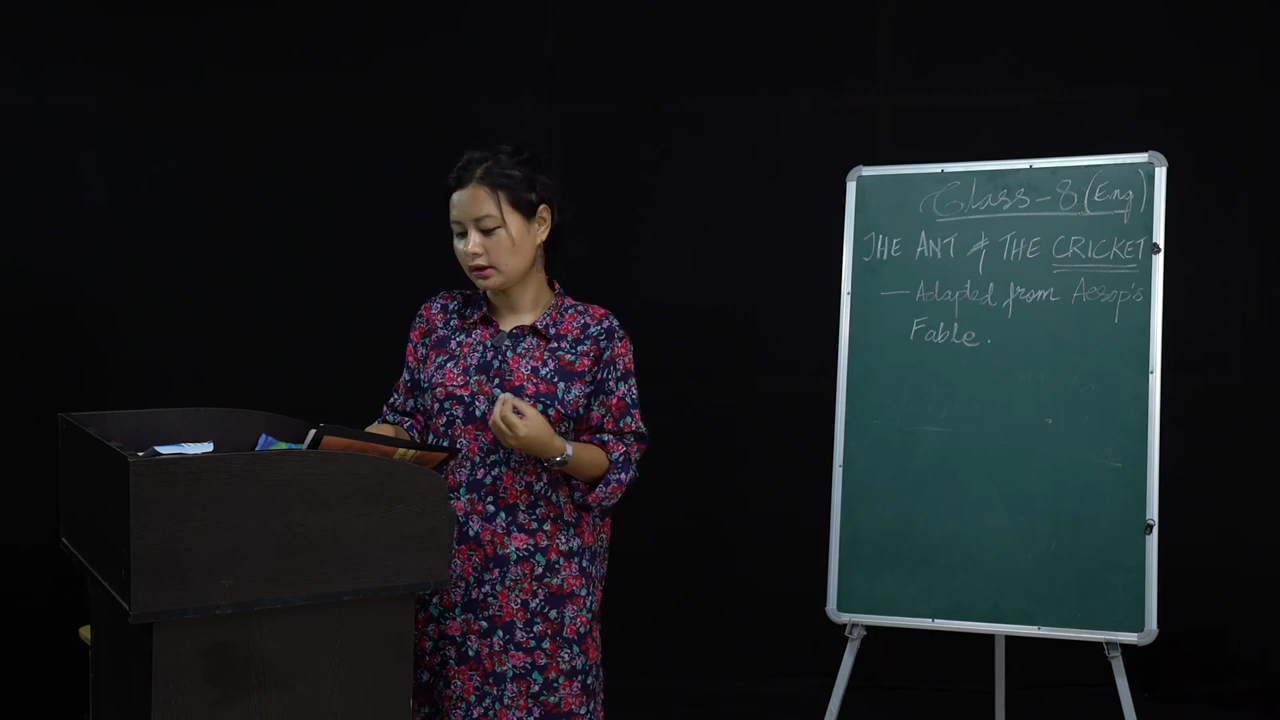 Class-8 (Eng)
THE ANT & THE CRICKET
— Adapted from Aesop's
Fable.